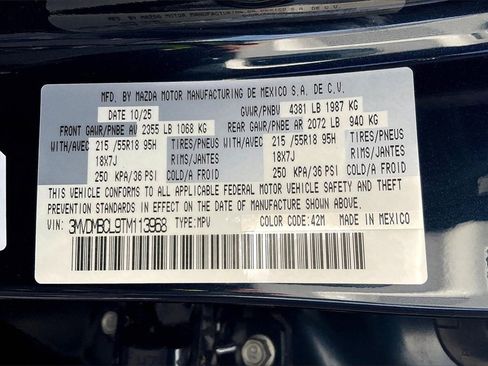 MFD. BY MAZDA MOTOR MANUFACTURING DE MEXICO S.A. DE C.V.
DATE 10/25 GVWR/PNBV 4381 LB 1987 KG
FRONT GAWR/PNBE AV 2355 LB 1068 KG REAR GAWR/PNBE AR 2072 LB 940 KG
WITH/AVEC 215 /55R18 95H TIRES/PNEUS WITH/AVEC 215 /55R18 95H TIRES/PNEUS
18X7J RIMS/JANTES 18X7J RIMS/JANTES
250 KPA/36 PSI COLD/A FROID 250 KPA/36 PSI COLD/A FROID
THIS VEHICLE CONFORMS TO ALL APPLICABLE FEDERAL MOTOR VEHICLE SAFETY AND THEFT
PREVENTION STANDARDS IN EFFECT ON THE DATE OF MANUFACTURE SHOWN ABOVE.
VIN: 3MVDMBCL9TM113968 TYPE:MPV COLOR CODE:42M MADE IN MEXICO